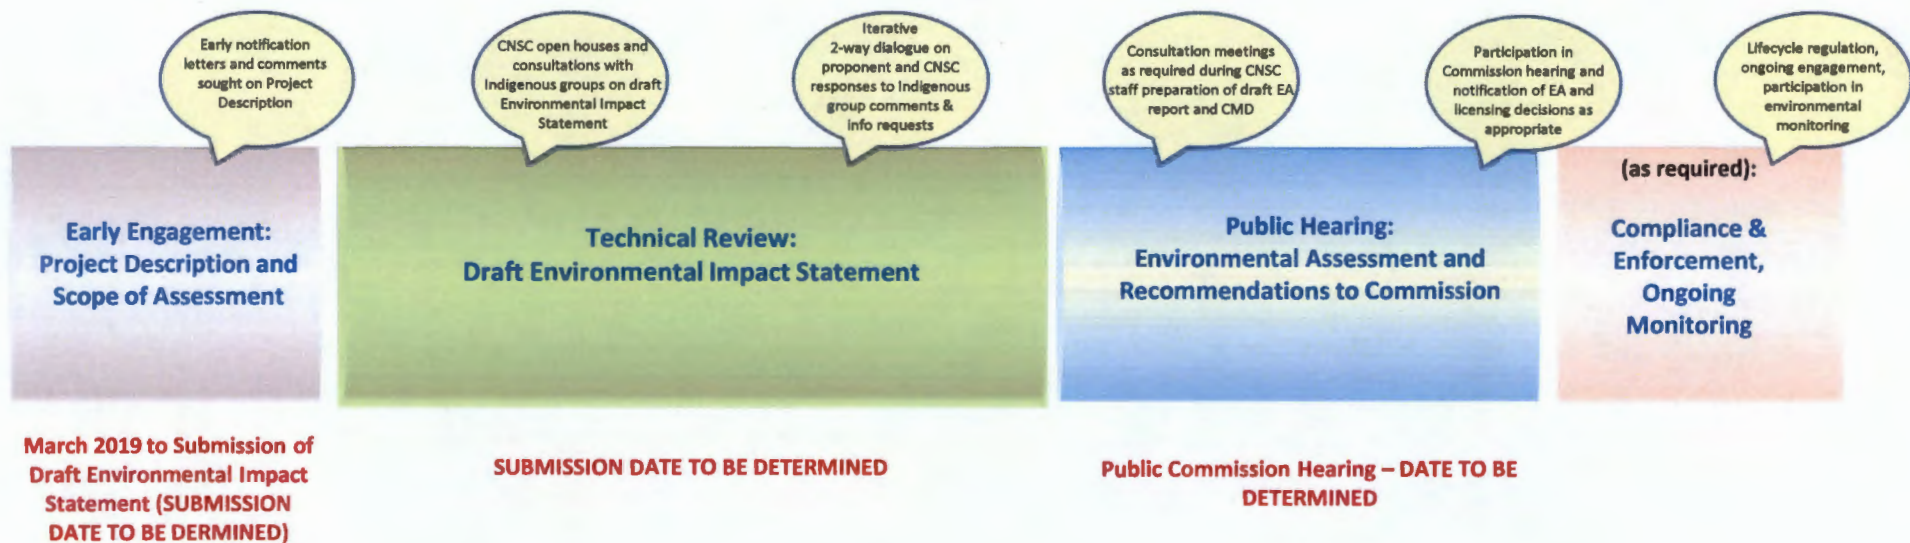 Early notification
letters and comments
sought on Project
Description
CNSC open houses and
consultations with
Indigenous groups on draft
Environmental Impact
Statement
Iterative
2-way dialogue on
proponent and CNSC
responses to Indigenous
group comments &
info requests
Consultation meetings
as required during CNSC
staff preparation of draft EA
report and CMD
Participation in
Commission hearing and
notification of EA and
licensing decisions as
appropriate
Lifecycle regulation,
ongoing engagement,
participation in
environmental
monitoring
Early Engagement:
Project Description and
Scope of Assessment
Technical Review:
Draft Environmental Impact Statement
Public Hearing:
Environmental Assessment and
Recommendations to Commission
(as required):
Compliance &
Enforcement,
Ongoing
Monitoring
March 2019 to Submission of
Draft Environmental Impact
Statement (SUBMISSION
DATE TO BE DERMINED)
SUBMISSION DATE TO BE DETERMINED
Public Commission Hearing – DATE TO BE
DETERMINED